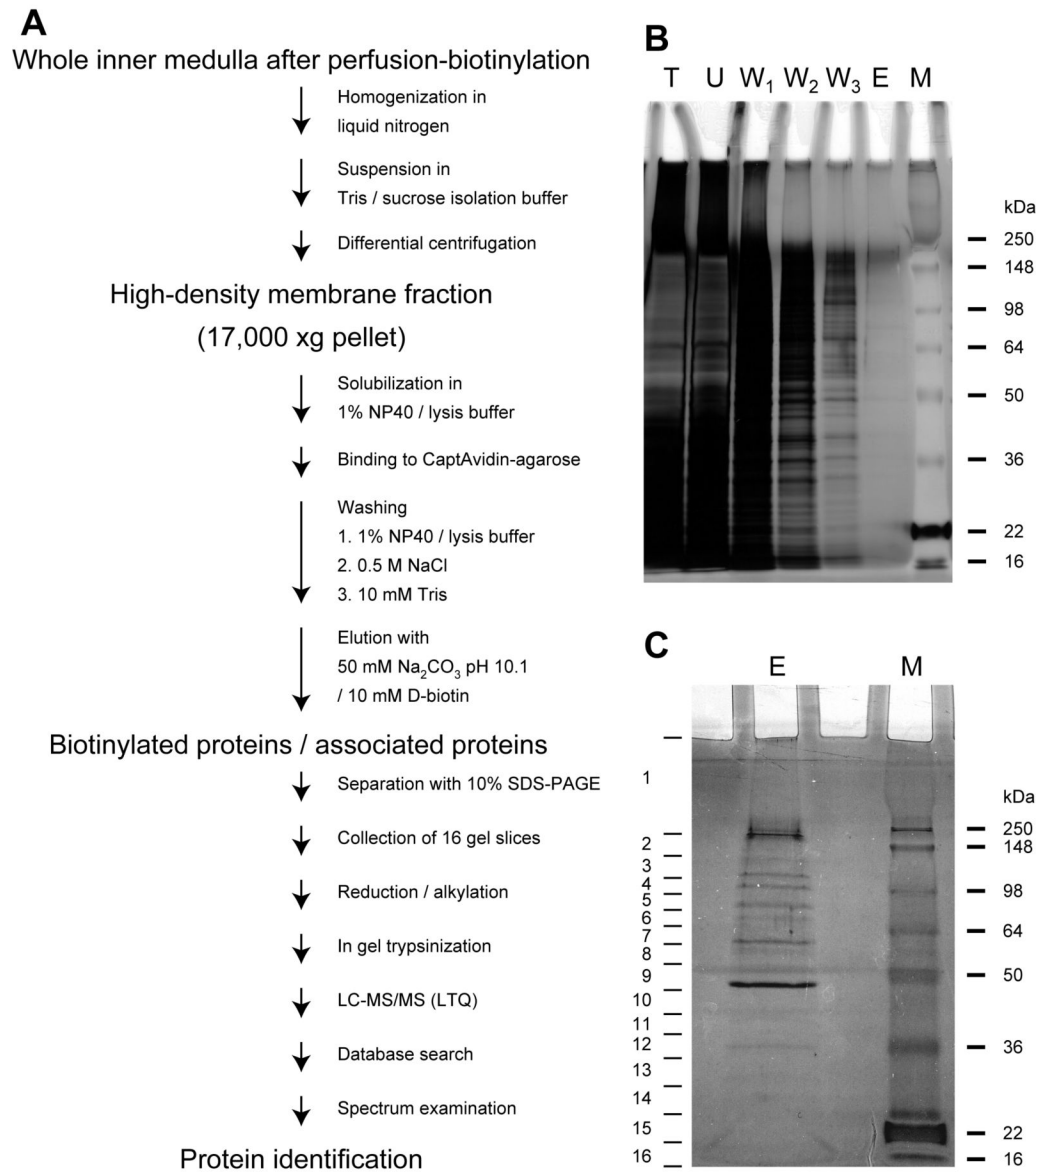 A
Whole inner medulla after perfusion-biotinylation
Homogenization in
liquid nitrogen
Suspension in
Tris / sucrose isolation buffer
Differential centrifugation
High-density membrane fraction
(17,000 xg pellet)
Solubilization in
1% NP40 / lysis buffer
Binding to CaptAvidin-agarose
Washing
1. 1% NP40 / lysis buffer
2. 0.5 M NaCl
3. 10 mM Tris
Elution with
50 mM Na₂CO₃ pH 10.1
/ 10 mM D-biotin
Biotinylated proteins / associated proteins
Separation with 10% SDS-PAGE
Collection of 16 gel slices
Reduction / alkylation
In gel trypsinization
LC-MS/MS (LTQ)
Database search
Spectrum examination
Protein identification
B
T U W₁ W₂ W₃ E M
kDa
250
148
98
64
50
36
22
16
C
E M
1
2
3
4
5
6
7
8
9
10
11
12
13
14
15
16
kDa
250
148
98
64
50
36
22
16